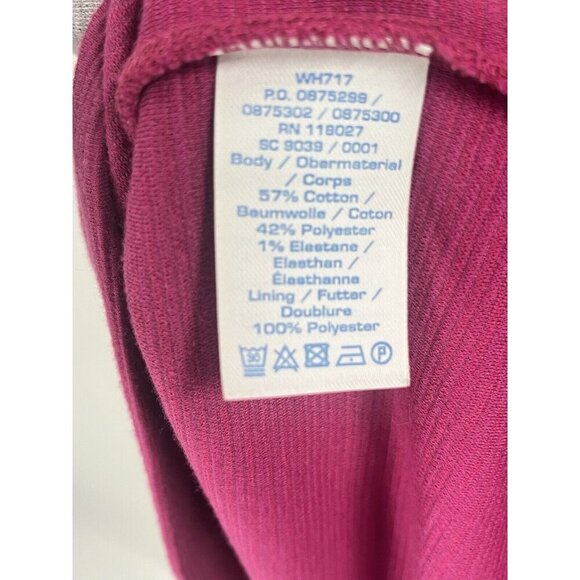 WH717
P.O. 0875299 /
0875302 / 0875300
RN 118027
SC 9039 / 0001
Body / Obermaterial
/ Corps
57% Cotton /
Baumwolle / Coton
42% Polyester
1% Elastane /
Elasthan /
Élasthanne
Lining / Futter /
Doublure
100% Polyester
30 P